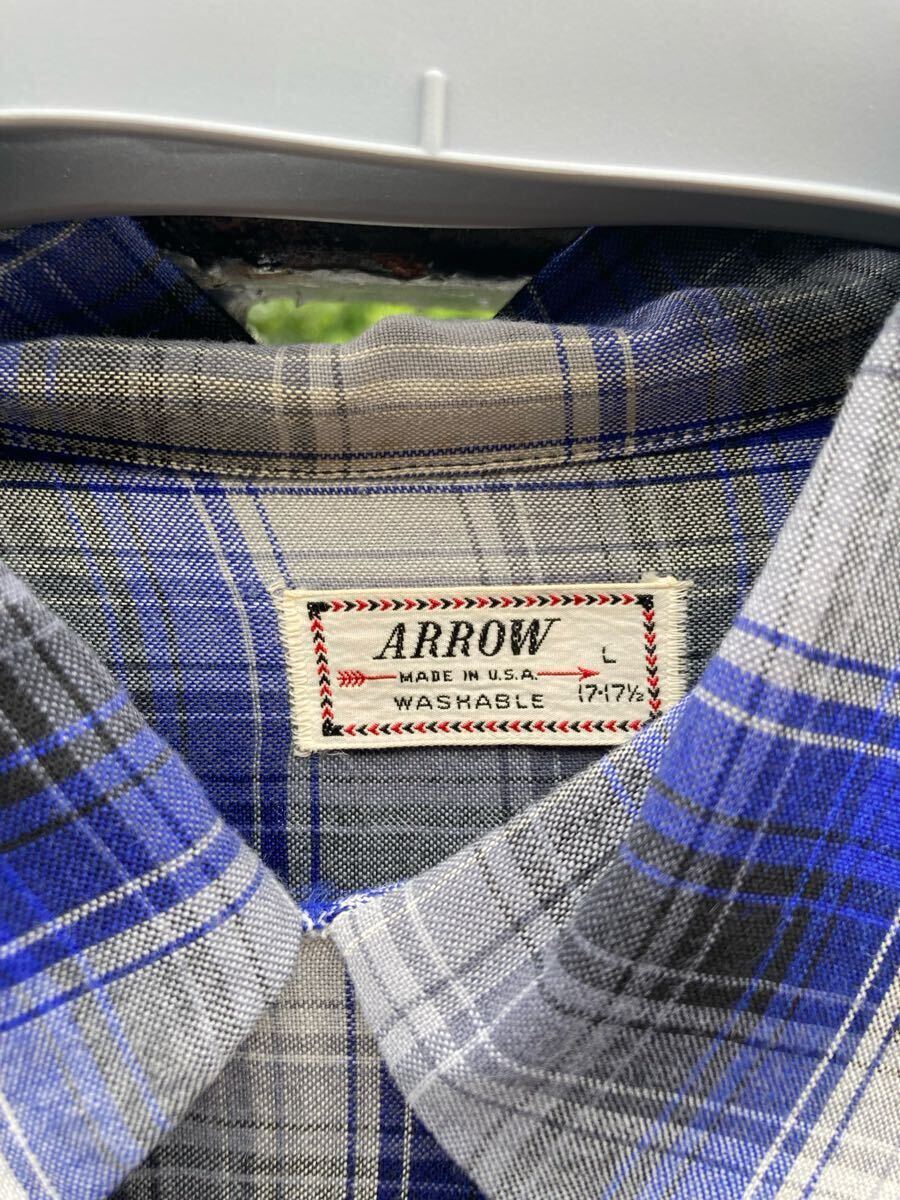 ARROW
MADE IN U.S.A.
WASHABLE
L
17·17½